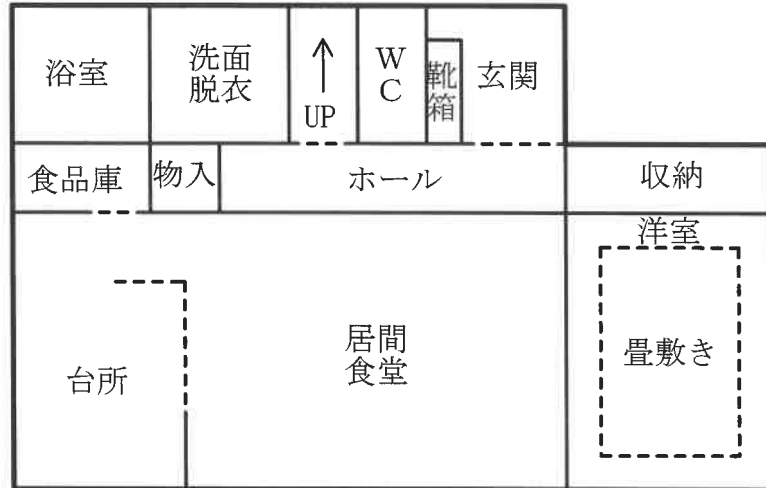 浴室
洗面
脱衣
UP
WC
靴箱
玄関
食品庫
物入
ホール
収納
洋室
台所
居間
食堂
畳敷き